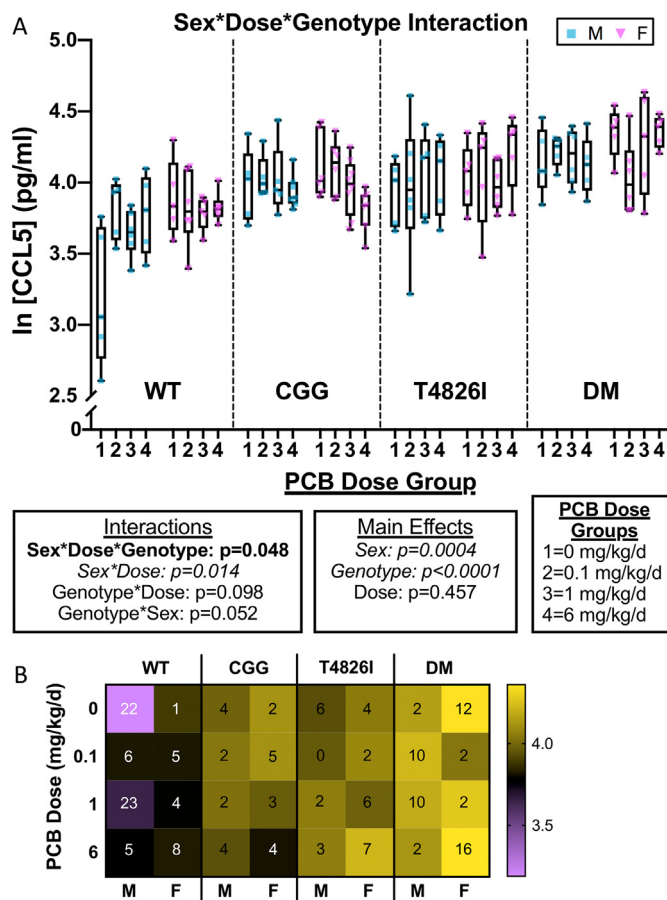 A
Sex*Dose*Genotype Interaction
M F
ln [CCL5] (pg/ml)
5.0
4.5
4.0
3.5
3.0
2.5
0
WT CGG T4826I DM
1 2 3 4 1 2 3 4 1 2 3 4 1 2 3 4 1 2 3 4 1 2 3 4 1 2 3 4 1 2 3 4
PCB Dose Group
Interactions
Sex*Dose*Genotype: p=0.048
Sex*Dose: p=0.014
Genotype*Dose: p=0.098
Genotype*Sex: p=0.052
Main Effects
Sex: p=0.0004
Genotype: p<0.0001
Dose: p=0.457
PCB Dose
Groups
1=0 mg/kg/d
2=0.1 mg/kg/d
3=1 mg/kg/d
4=6 mg/kg/d
B
WT CGG T4826I DM
PCB Dose (mg/kg/d)
0 22 1 4 2 6 4 2 12
0.1 6 5 2 5 0 2 10 2
1 23 4 2 3 2 6 10 2
6 5 8 4 4 3 7 2 16
M F M F M F M F
4.0
3.5